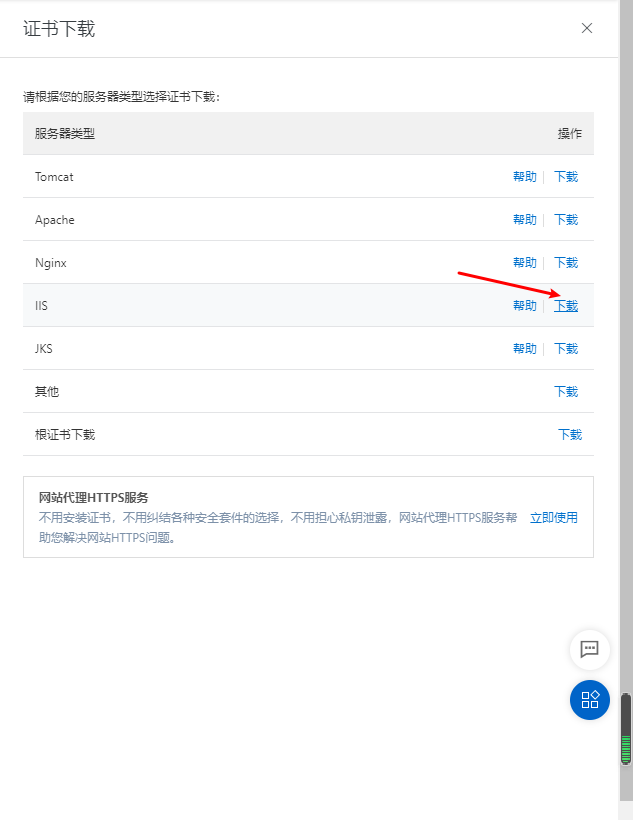 证书下载
请根据您的服务器类型选择证书下载：
服务器类型 操作
Tomcat 帮助 下载
Apache 帮助 下载
Nginx 帮助 下载
IIS 帮助 下载
JKS 帮助 下载
其他 下载
根证书下载 下载
网站代理HTTPS服务
不用安装证书，不用纠结各种安全套件的选择，不用担心私钥泄露，网站代理HTTPS服务帮 立即使用
助您解决网站HTTPS问题。